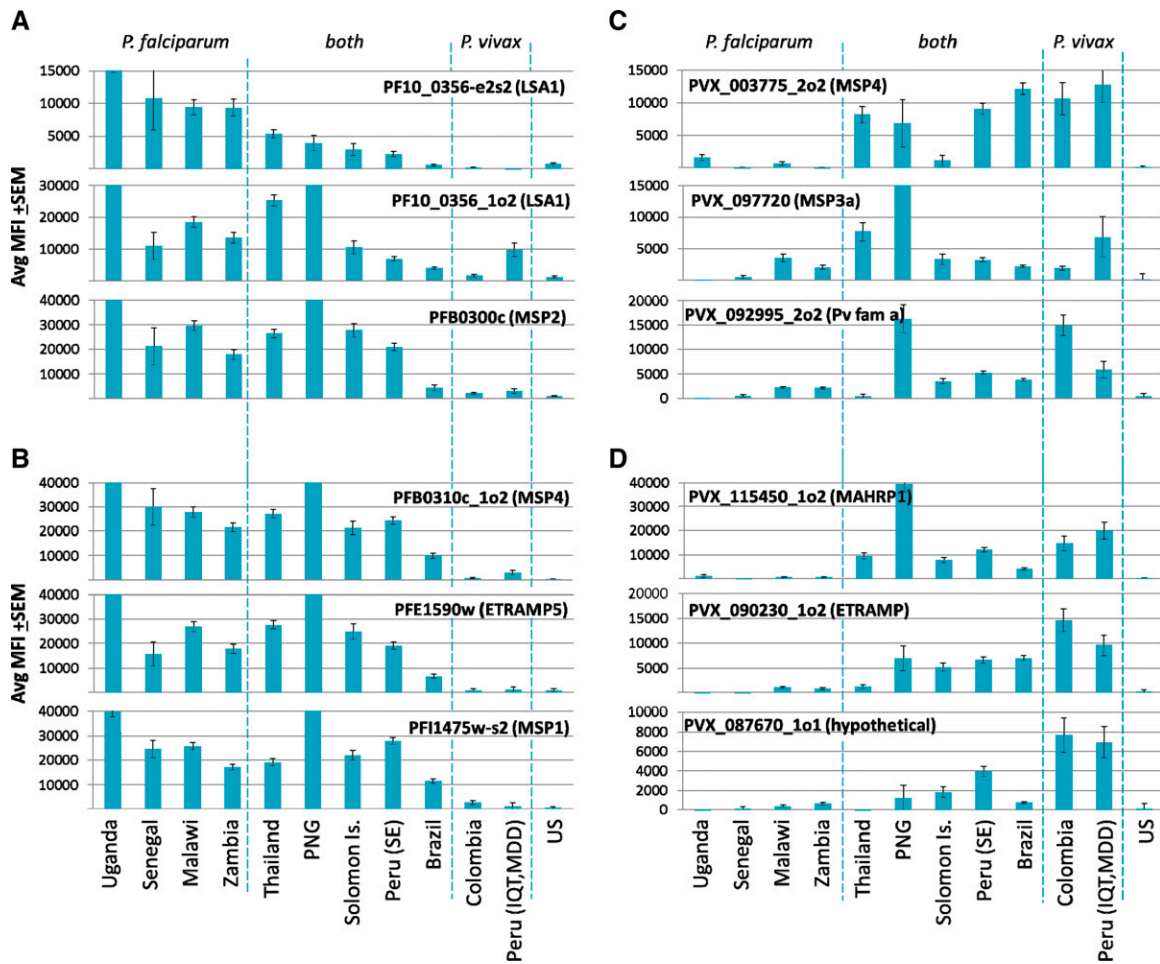 A
P. falciparum both P. vivax
15000
10000
5000
PF10_0356-e2s2 (LSA1)
30000
20000
10000
PF10_0356_1o2 (LSA1)
40000
30000
20000
10000
PFB0300c (MSP2)
Avg MFI ±SEM
B
40000
30000
20000
10000
PFB0310c_1o2 (MSP4)
40000
30000
20000
10000
PFE1590w (ETRAMP5)
40000
30000
20000
10000
PFI1475w-s2 (MSP1)
Avg MFI ±SEM
Uganda
Senegal
Malawi
Zambia
Thailand
PNG
Solomon Is.
Peru (SE)
Brazil
Colombia
Peru (IQT,MDD)
US
C
P. falciparum both P. vivax
15000
10000
5000
0
PVX_003775_2o2 (MSP4)
15000
10000
5000
0
PVX_097720 (MSP3a)
20000
15000
10000
5000
0
PVX_092995_2o2 (Pv fam a)
D
40000
30000
20000
10000
0
PVX_115450_1o2 (MAHRP1)
20000
15000
10000
5000
0
PVX_090230_1o2 (ETRAMP)
10000
8000
6000
4000
2000
0
PVX_087670_1o1 (hypothetical)
Uganda
Senegal
Malawi
Zambia
Thailand
PNG
Solomon Is.
Peru (SE)
Brazil
Colombia
Peru (IQT,MDD)
US